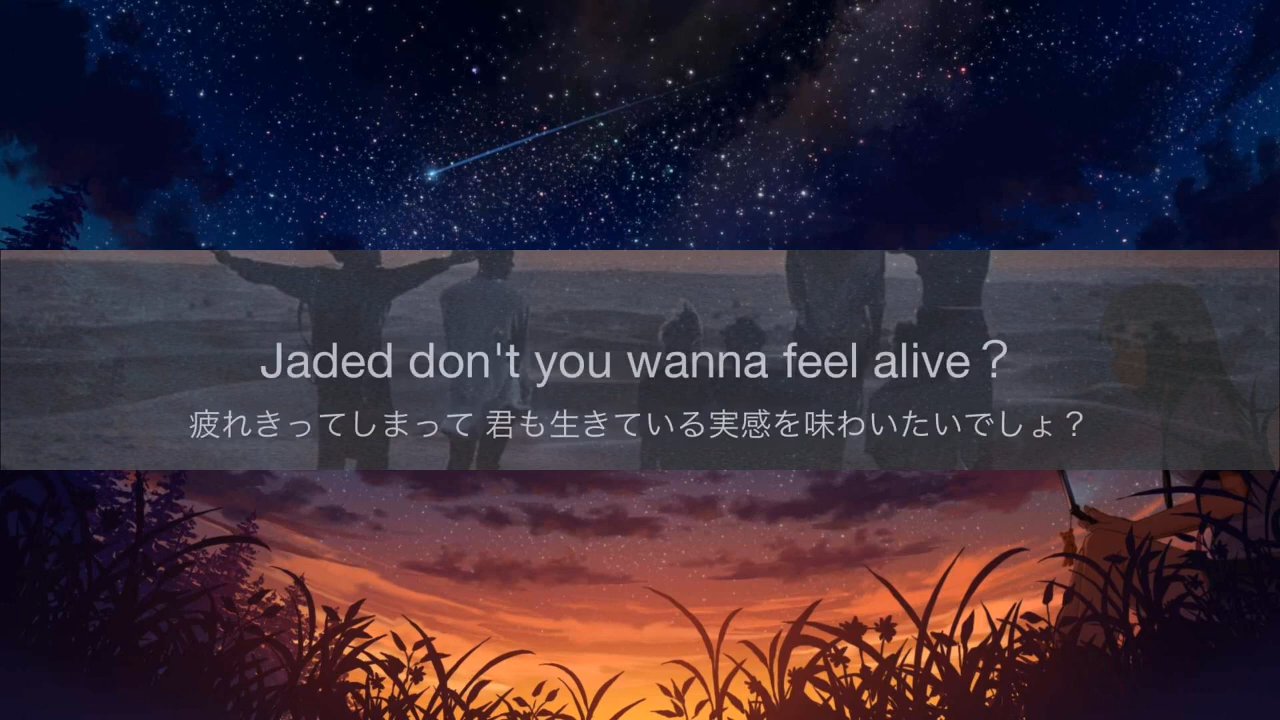 Jaded don't you wanna feel alive？
疲れきってしまって 君も生きている実感を味わいたいでしょ？